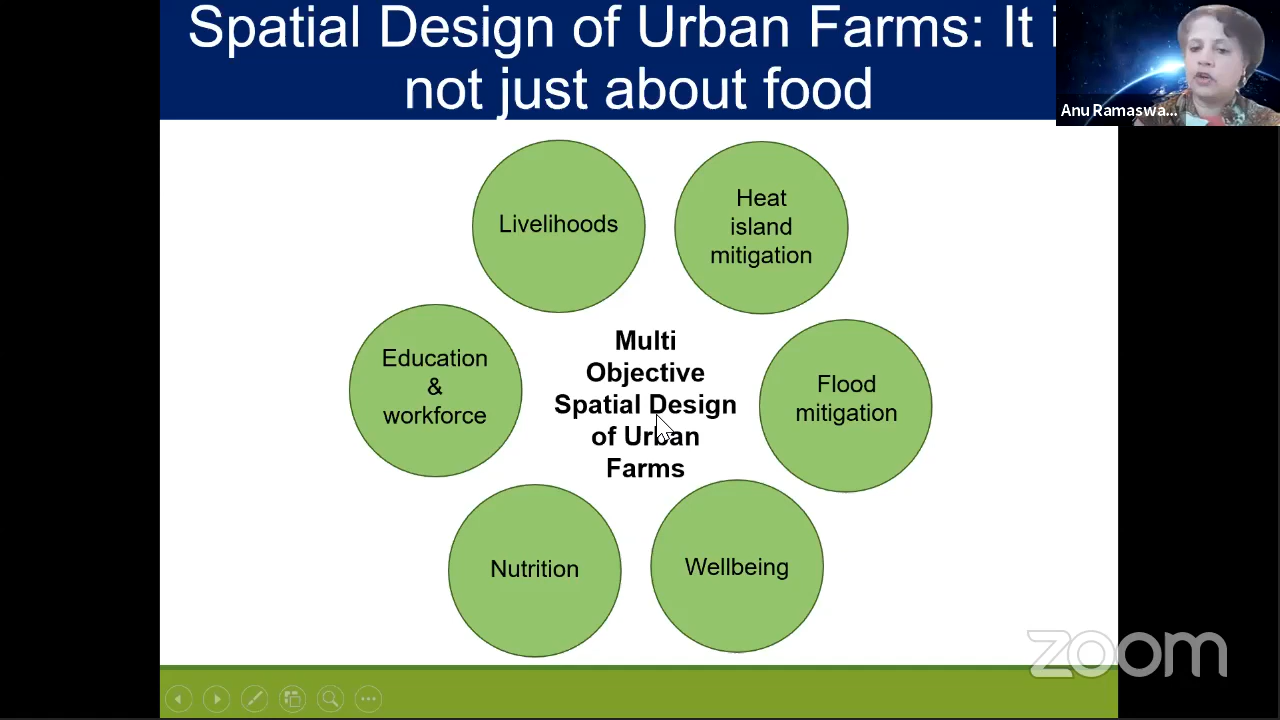 Spatial Design of Urban Farms: It
not just about food
Anu Ramaswa...
Livelihoods
Heat
island
mitigation
Education
&
workforce
Multi
Objective
Spatial Design
of Urban
Farms
Flood
mitigation
Nutrition
Wellbeing
zoom